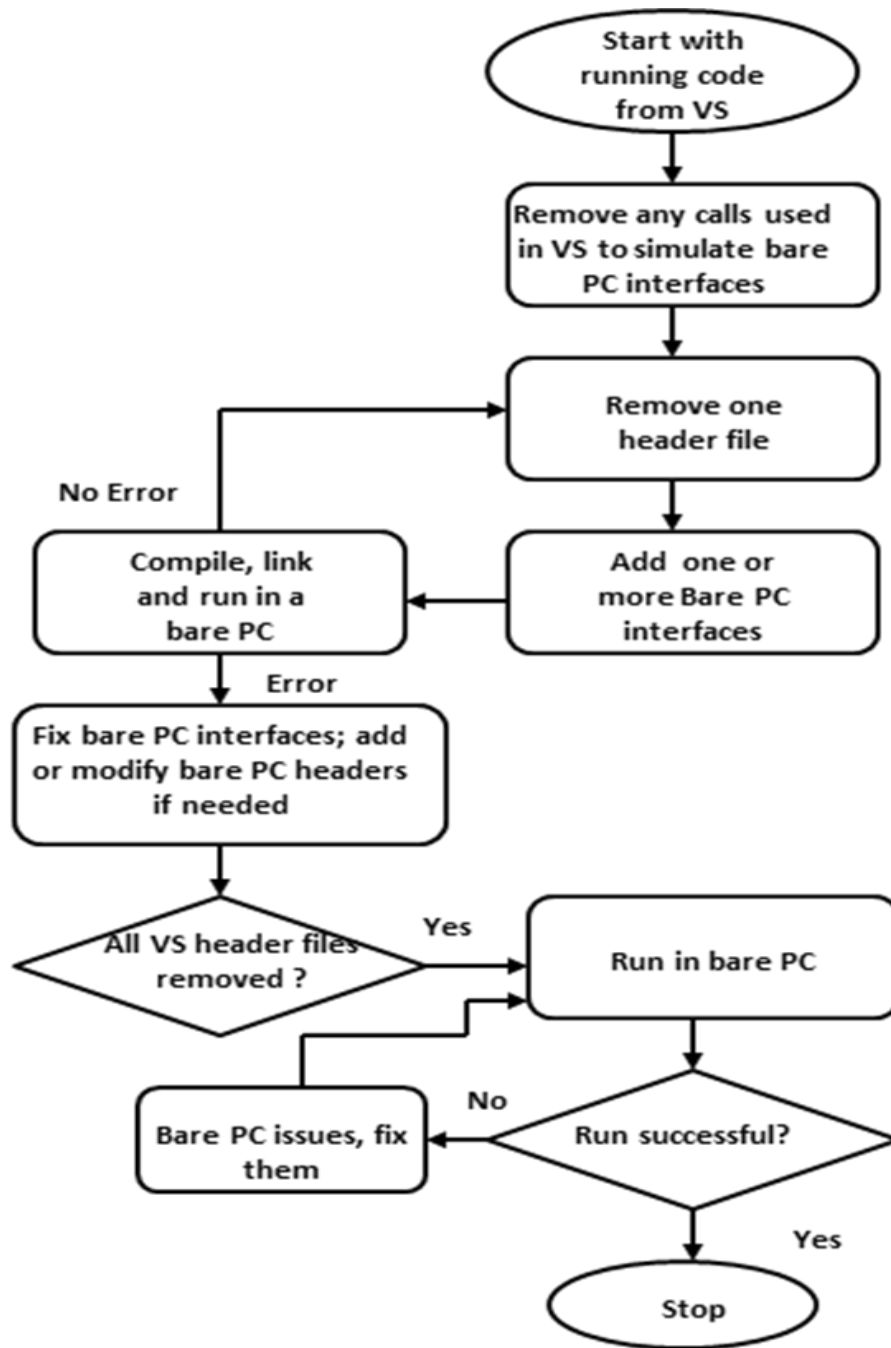 Start with
running code
from VS
Remove any calls used
in VS to simulate bare
PC interfaces
Remove one
header file
No Error
Compile, link
and run in a
bare PC
Add one or
more Bare PC
interfaces
Error
Fix bare PC interfaces; add
or modify bare PC headers
if needed
All VS header files
removed ?
Yes
Run in bare PC
No
Bare PC issues, fix
them
Run successful?
Yes
Stop